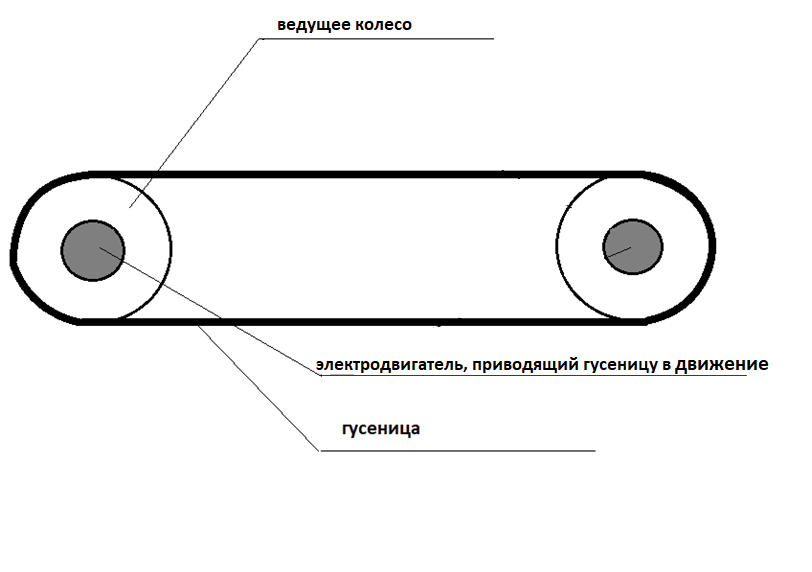 ведущее колесо
электродвигатель, приводящий гусеницу в движение
гусеница